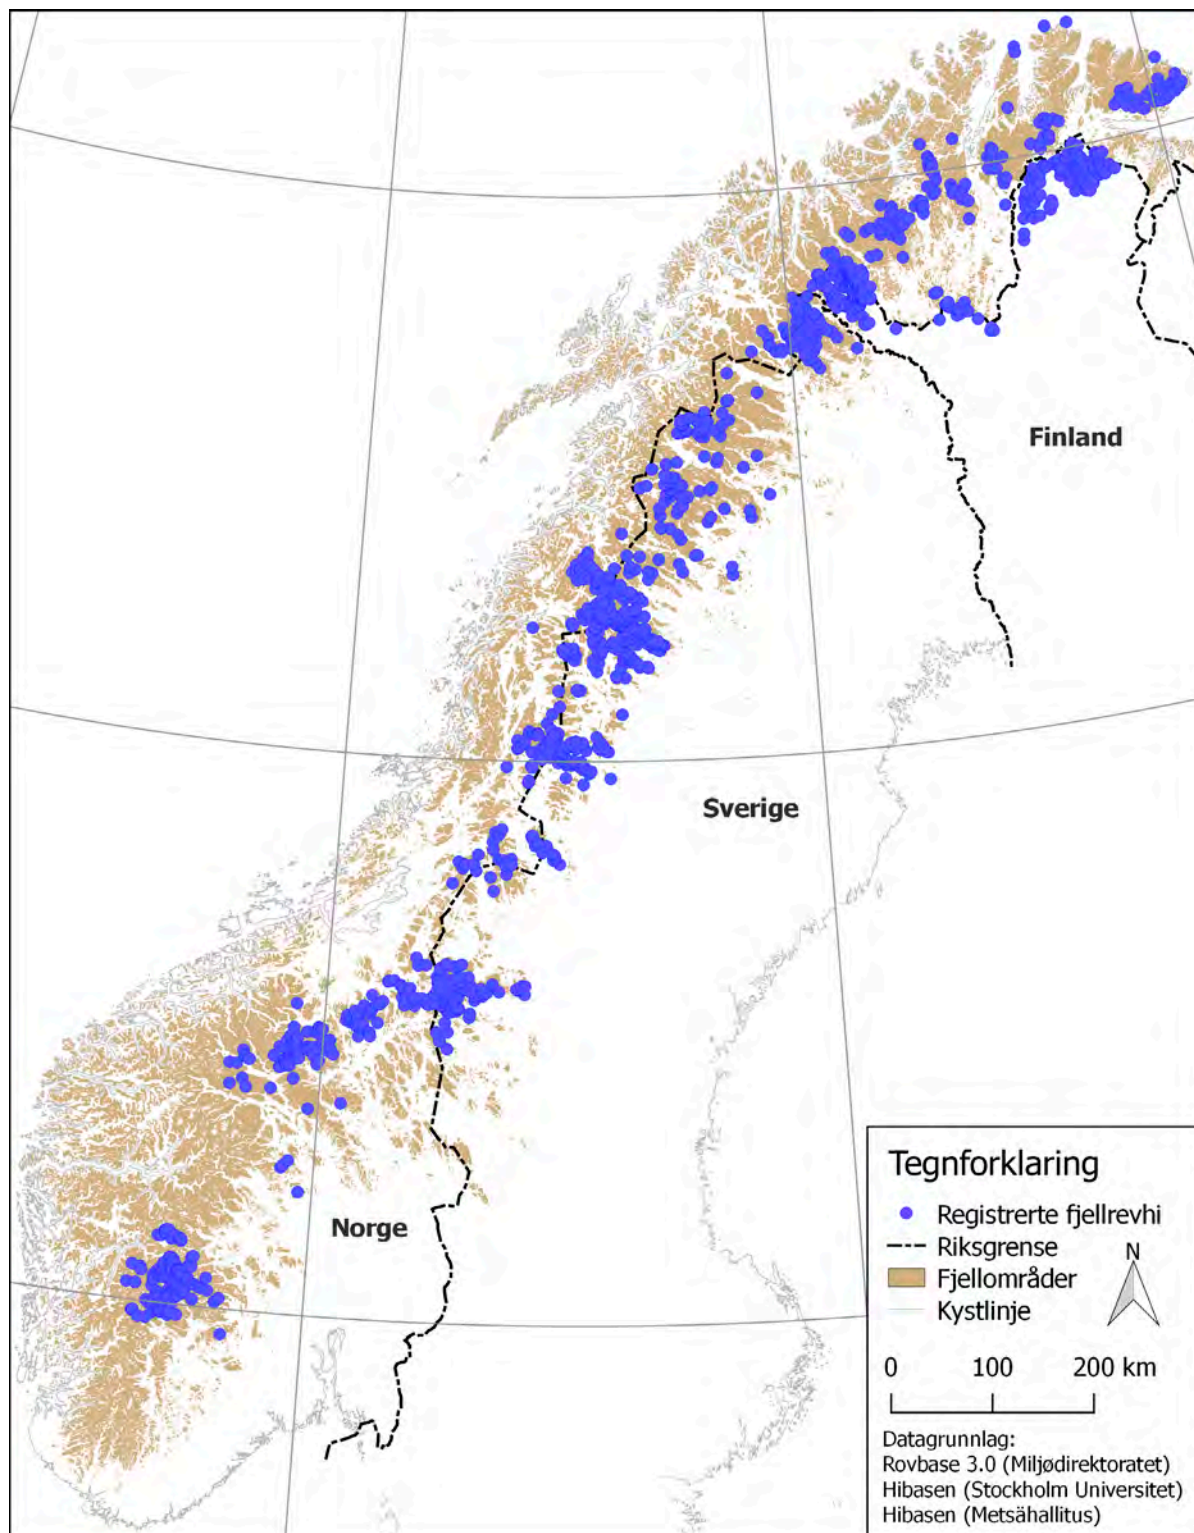 Finland
Sverige
Norge
Tegnforklaring
Registrerte fjellrevhi
Riksgrense
Fjellområder
Kystlinje
N
0 100 200 km
Datagrunnlag:
Rovbase 3.0 (Miljødirektoratet)
Hibasen (Stockholm Universitet)
Hibasen (Metsähallitus)